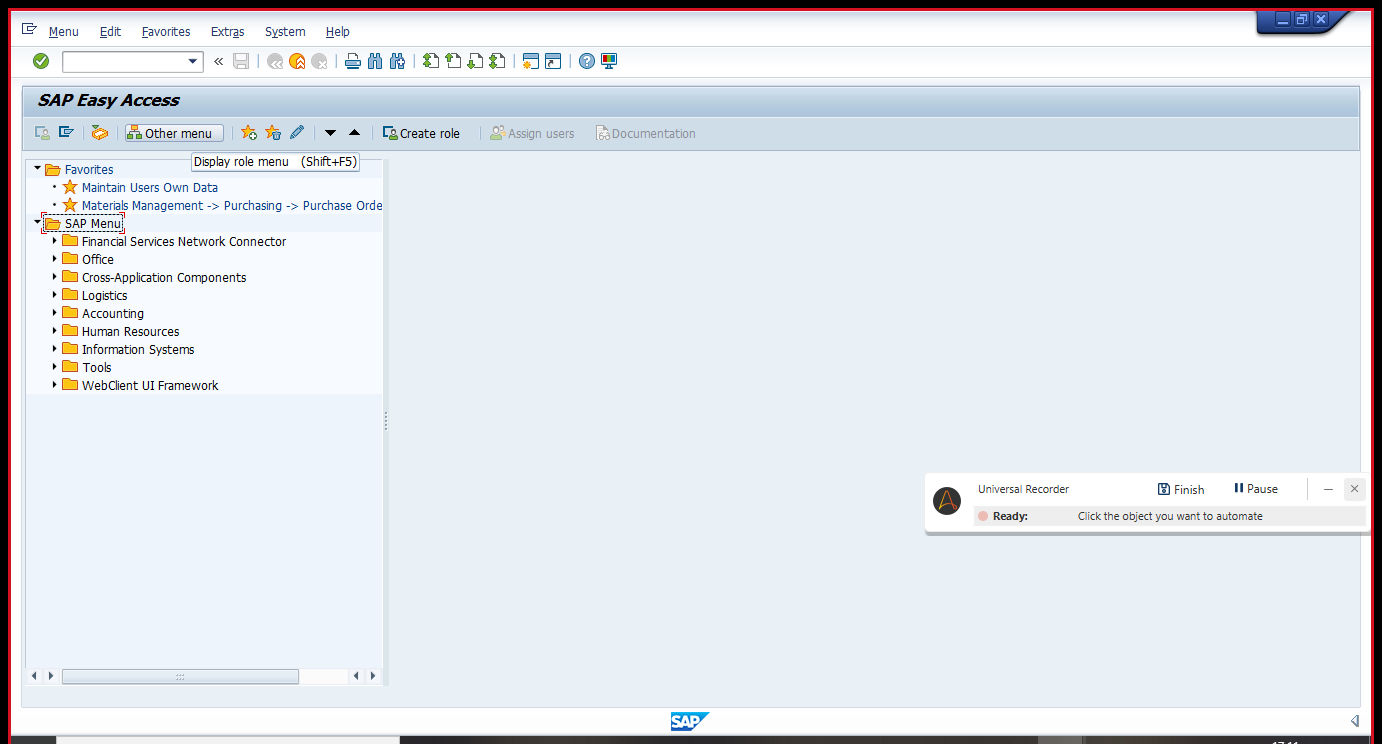 Menu Edit Favorites Extras System Help
SAP Easy Access
Other menu Create role Assign users Documentation
Display role menu (Shift+F5)
Favorites
Maintain Users Own Data
Materials Management -> Purchasing -> Purchase Orde
SAP Menu
Financial Services Network Connector
Office
Cross-Application Components
Logistics
Accounting
Human Resources
Information Systems
Tools
WebClient UI Framework
Universal Recorder Finish Pause
Ready: Click the object you want to automate
SAP